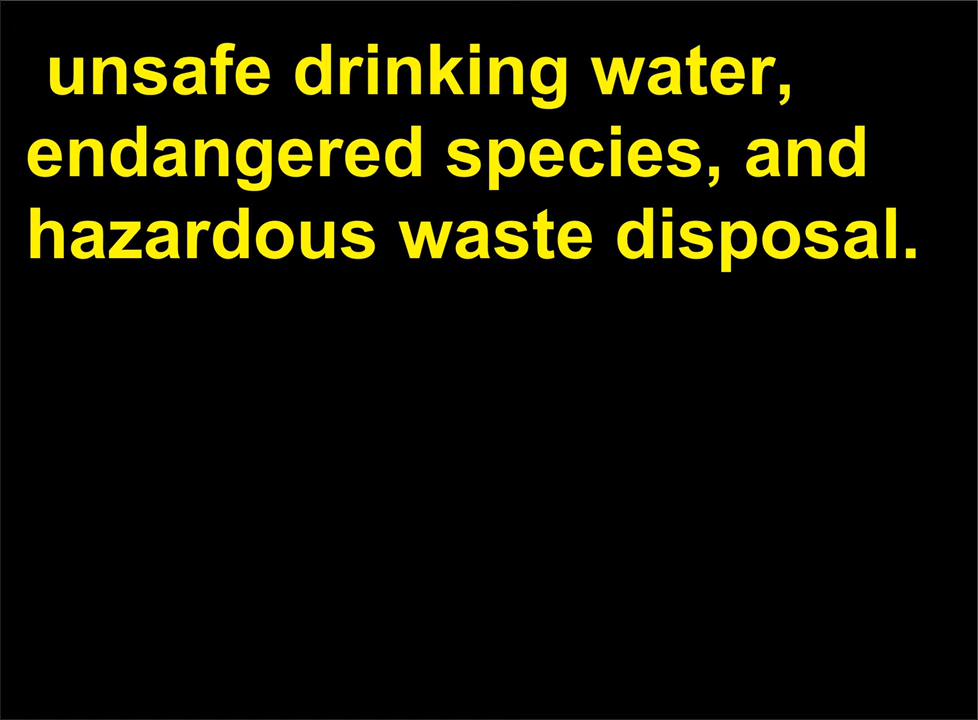 unsafe drinking water,
endangered species, and
hazardous waste disposal.